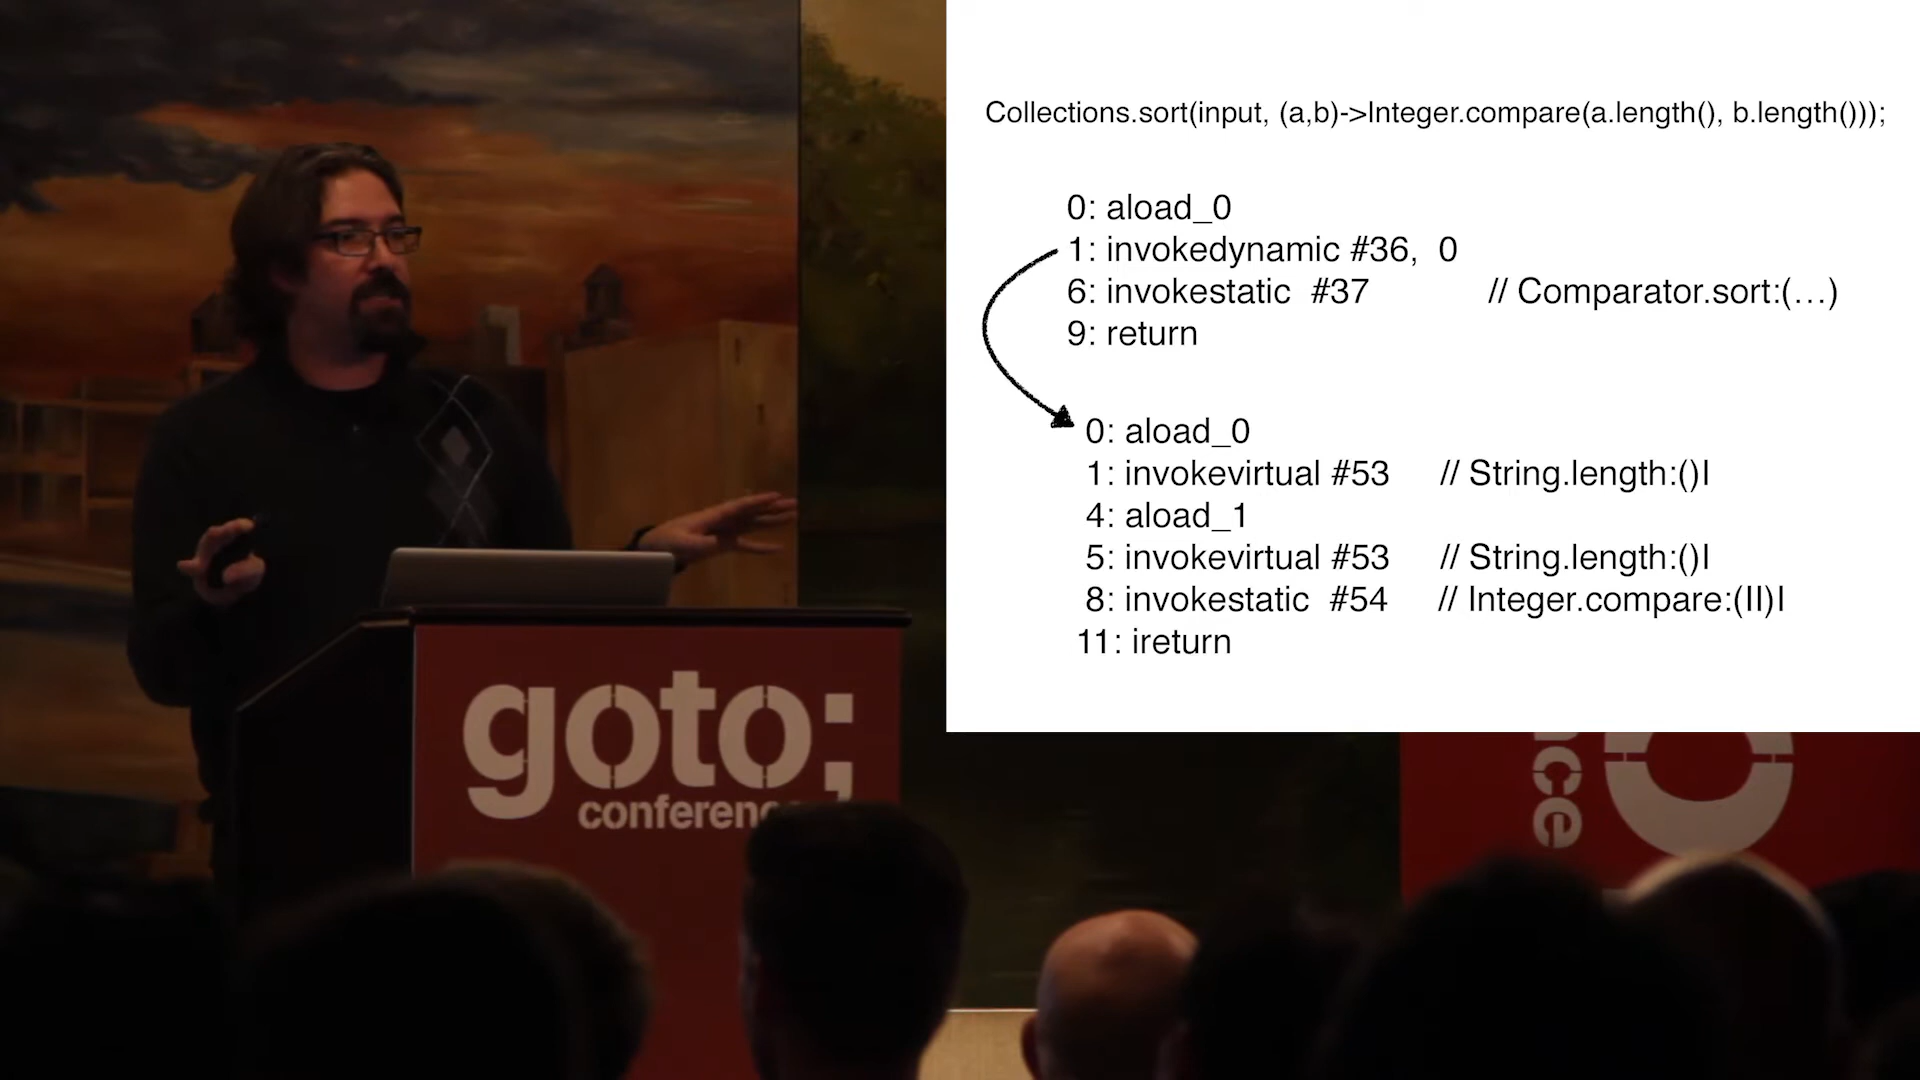 Collections.sort(input, (a,b)->Integer.compare(a.length(), b.length()));
0: aload_0
1: invokedynamic #36, 0
6: invokestatic #37 // Comparator.sort:(…)
9: return
0: aload_0
1: invokevirtual #53 // String.length:()I
4: aload_1
5: invokevirtual #53 // String.length:()I
8: invokestatic #54 // Integer.compare:(II)I
11: ireturn
goto;